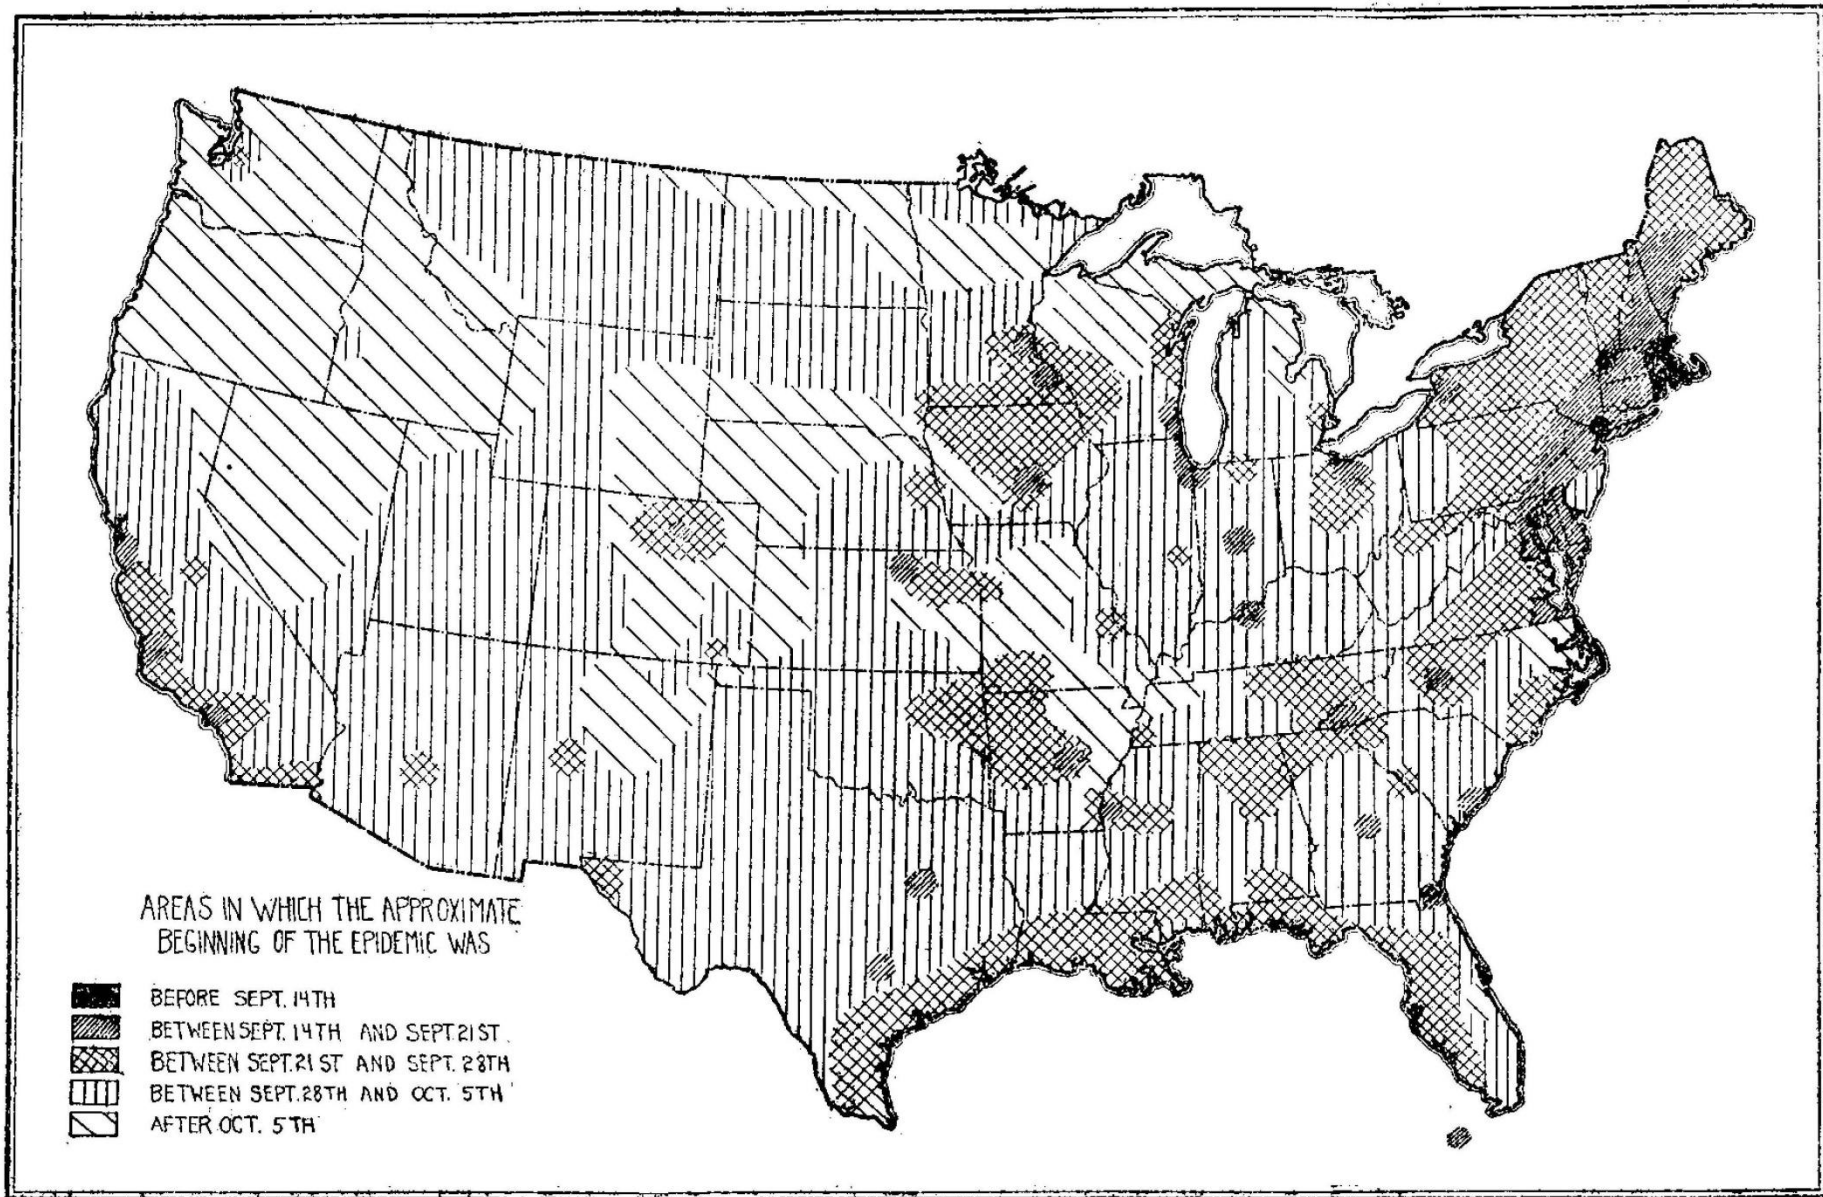 AREAS IN WHICH THE APPROXIMATE
BEGINNING OF THE EPIDEMIC WAS
BEFORE SEPT. 14TH
BETWEEN SEPT. 14TH AND SEPT. 21ST.
BETWEEN SEPT. 21ST AND SEPT. 28TH
BETWEEN SEPT. 28TH AND OCT. 5TH
AFTER OCT. 5TH